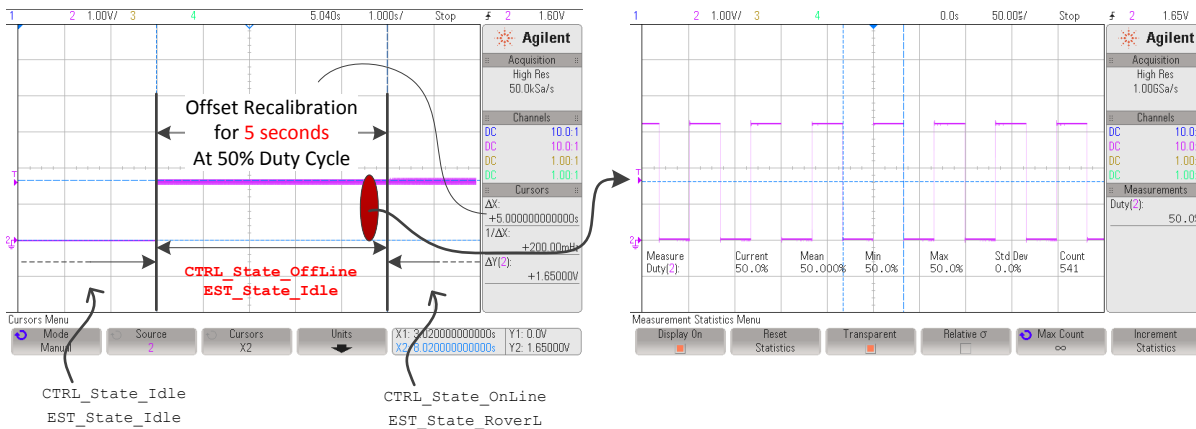 1 2 1.00V/ 3 4 5.040s 1.000s/ Stop 2 1.60V
Agilent
Acquisition
High Res
50.0kSa/s
Channels
DC 10.0:1
DC 10.0:1
DC 1.00:1
DC 1.00:1
Cursors
ΔX:
+5.000000000000s
1/ΔX:
+200.00mHz
ΔY(2):
+1.65000V
Offset Recalibration
for 5 seconds
At 50% Duty Cycle
T
2
CTRL_State_OffLine
EST_State_Idle
Cursors Menu
Mode
Manual
Source
2
Cursors
X2
Units
X1: 3.020000000000s Y1: 0.0V
X2: 8.020000000000s Y2: 1.65000V
CTRL_State_Idle
EST_State_Idle
CTRL_State_OnLine
EST_State_RoverL
1 2 1.00V/ 3 4 0.0s 50.00%/ Stop 2 1.65V
Agilent
Acquisition
High Res
1.00GSa/s
Channels
DC 10.0:
DC 10.0:
DC 1.00:
DC 1.00:
Measurements
Duty(2):
50.0%
T
2
Measure Current Mean Min Max Std Dev Count
Duty(2): 50.0% 50.000% 50.0% 50.0% 0.0% 541
Measurement Statistics Menu
Display On
Reset
Statistics
Transparent
Relative σ
Max Count
∞
Increment
Statistics